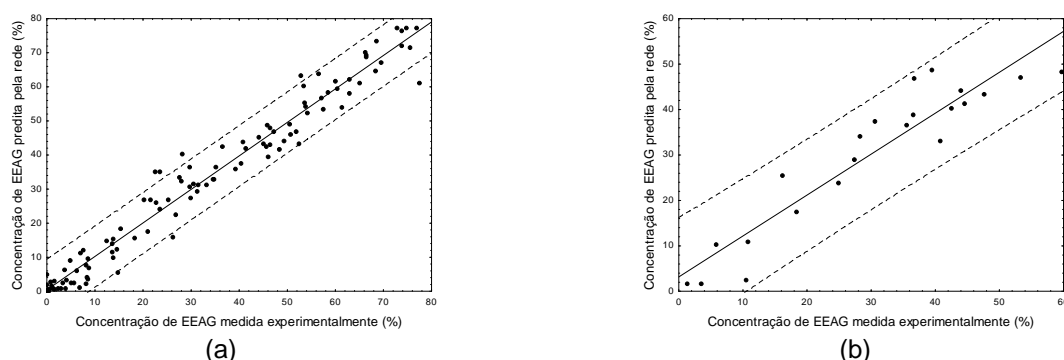 80
70
60
50
40
30
20
10
0
0 10 20 30 40 50 60 70 80
Concentração de EEAG predita pela rede (%)
Concentração de EEAG medida experimentalmente (%)
(a)
60
50
40
30
20
10
0
0 10 20 30 40 50 60
Concentração de EEAG predita pela rede (%)
Concentração de EEAG medida experimentalmente (%)
(b)